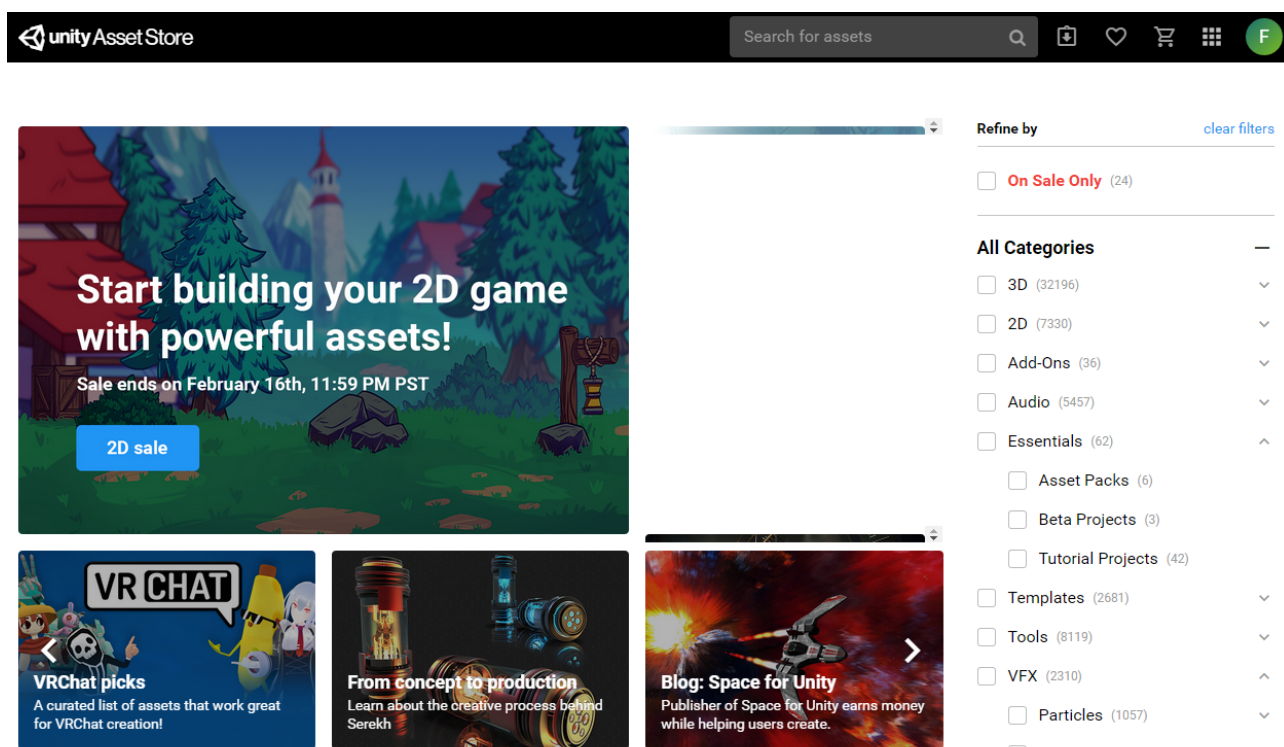 unity Asset Store
Search for assets
F
Start building your 2D game
with powerful assets!
Sale ends on February 16th, 11:59 PM PST
2D sale
VRCHAT
VRChat picks
A curated list of assets that work great
for VRChat creation!
From concept to production
Learn about the creative process behind
Serekh
Blog: Space for Unity
Publisher of Space for Unity earns money
while helping users create.
Refine by clear filters
On Sale Only (24)
All Categories
3D (32196)
2D (7330)
Add-Ons (36)
Audio (5457)
Essentials (62)
Asset Packs (6)
Beta Projects (3)
Tutorial Projects (42)
Templates (2681)
Tools (8119)
VFX (2310)
Particles (1057)